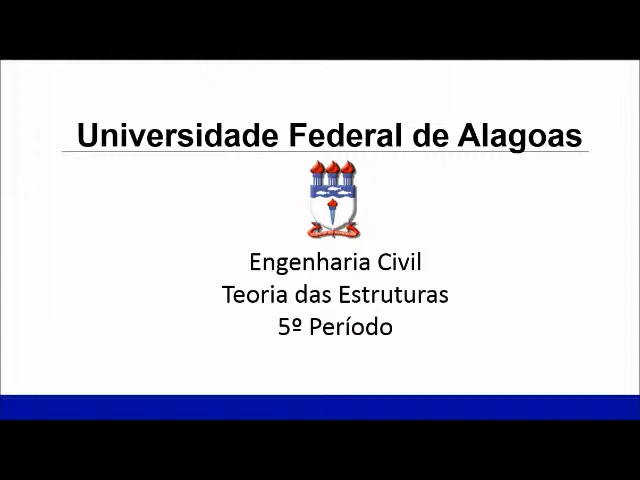 Universidade Federal de Alagoas
Engenharia Civil
Teoria das Estruturas
5º Período